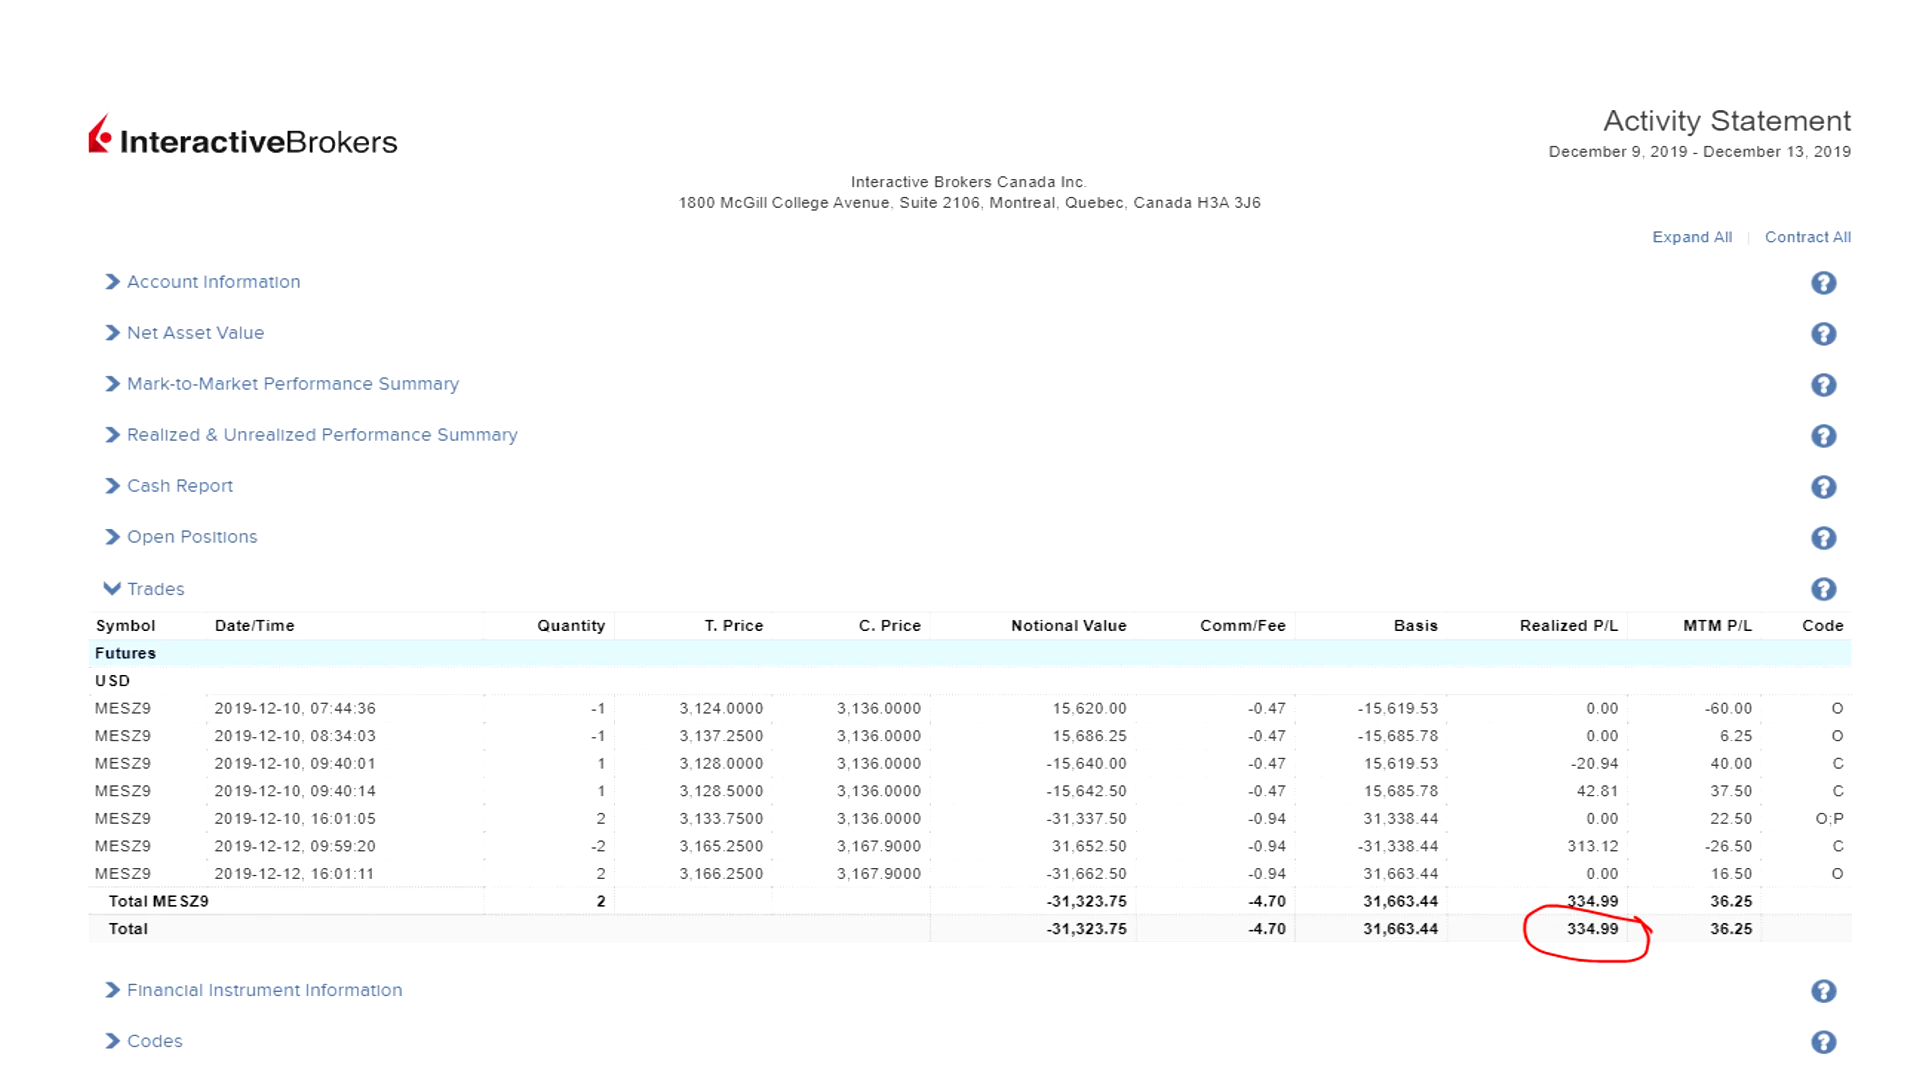 InteractiveBrokers
Activity Statement
December 9, 2019 - December 13, 2019
Interactive Brokers Canada Inc.
1800 McGill College Avenue, Suite 2106, Montreal, Quebec, Canada H3A 3J6
Expand All | Contract All
Account Information ?
Net Asset Value ?
Mark-to-Market Performance Summary ?
Realized & Unrealized Performance Summary ?
Cash Report ?
Open Positions ?
Trades ?
Symbol Date/Time Quantity T. Price C. Price Notional Value Comm/Fee Basis Realized P/L MTM P/L Code
Futures
USD
MESZ9 2019-12-10, 07:44:36 -1 3,124.0000 3,136.0000 15,620.00 -0.47 -15,619.53 0.00 -60.00 O
MESZ9 2019-12-10, 08:34:03 -1 3,137.2500 3,136.0000 15,686.25 -0.47 -15,685.78 0.00 6.25 O
MESZ9 2019-12-10, 09:40:01 1 3,128.0000 3,136.0000 -15,640.00 -0.47 15,619.53 -20.94 40.00 C
MESZ9 2019-12-10, 09:40:14 1 3,128.5000 3,136.0000 -15,642.50 -0.47 15,685.78 42.81 37.50 C
MESZ9 2019-12-10, 16:01:05 2 3,133.7500 3,136.0000 -31,337.50 -0.94 31,338.44 0.00 22.50 O;P
MESZ9 2019-12-12, 09:59:20 -2 3,165.2500 3,167.9000 31,652.50 -0.94 -31,338.44 313.12 -26.50 C
MESZ9 2019-12-12, 16:01:11 2 3,166.2500 3,167.9000 -31,662.50 -0.94 31,663.44 0.00 16.50 O
Total MESZ9 2 -31,323.75 -4.70 31,663.44 334.99 36.25
Total -31,323.75 -4.70 31,663.44 334.99 36.25
Financial Instrument Information ?
Codes ?